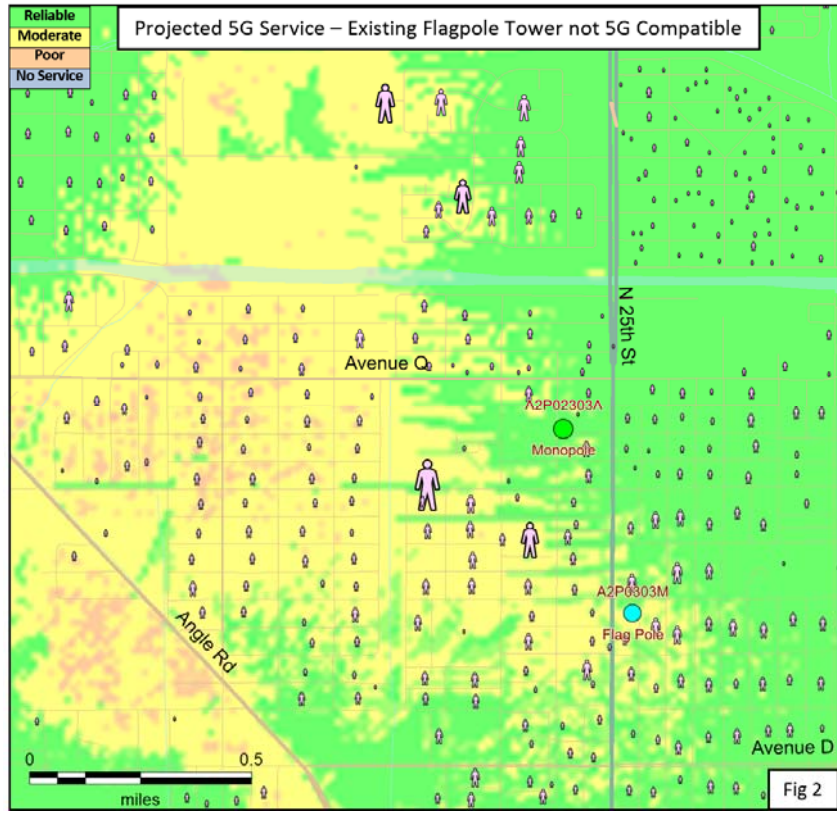 Reliable
Moderate
Poor
No Service
Projected 5G Service – Existing Flagpole Tower not 5G Compatible
N 25th St
Avenue Q
A2P02303A
Monopole
A2P0303M
Flag Pole
Angle Rd
Avenue D
0 0.5
miles
Fig 2